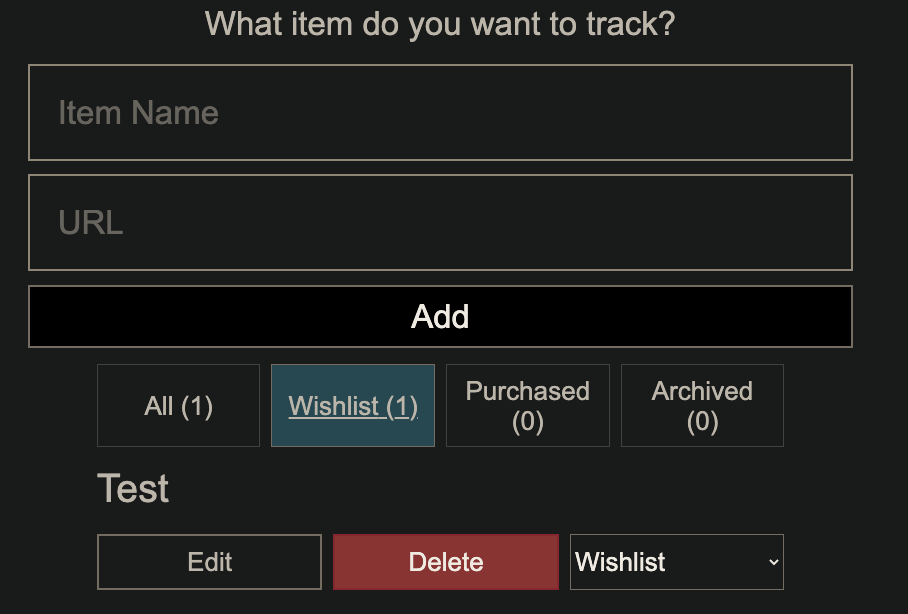 What item do you want to track?
Item Name
URL
Add
All (1)
Wishlist (1)
Purchased
(0)
Archived
(0)
Test
Edit
Delete
Wishlist